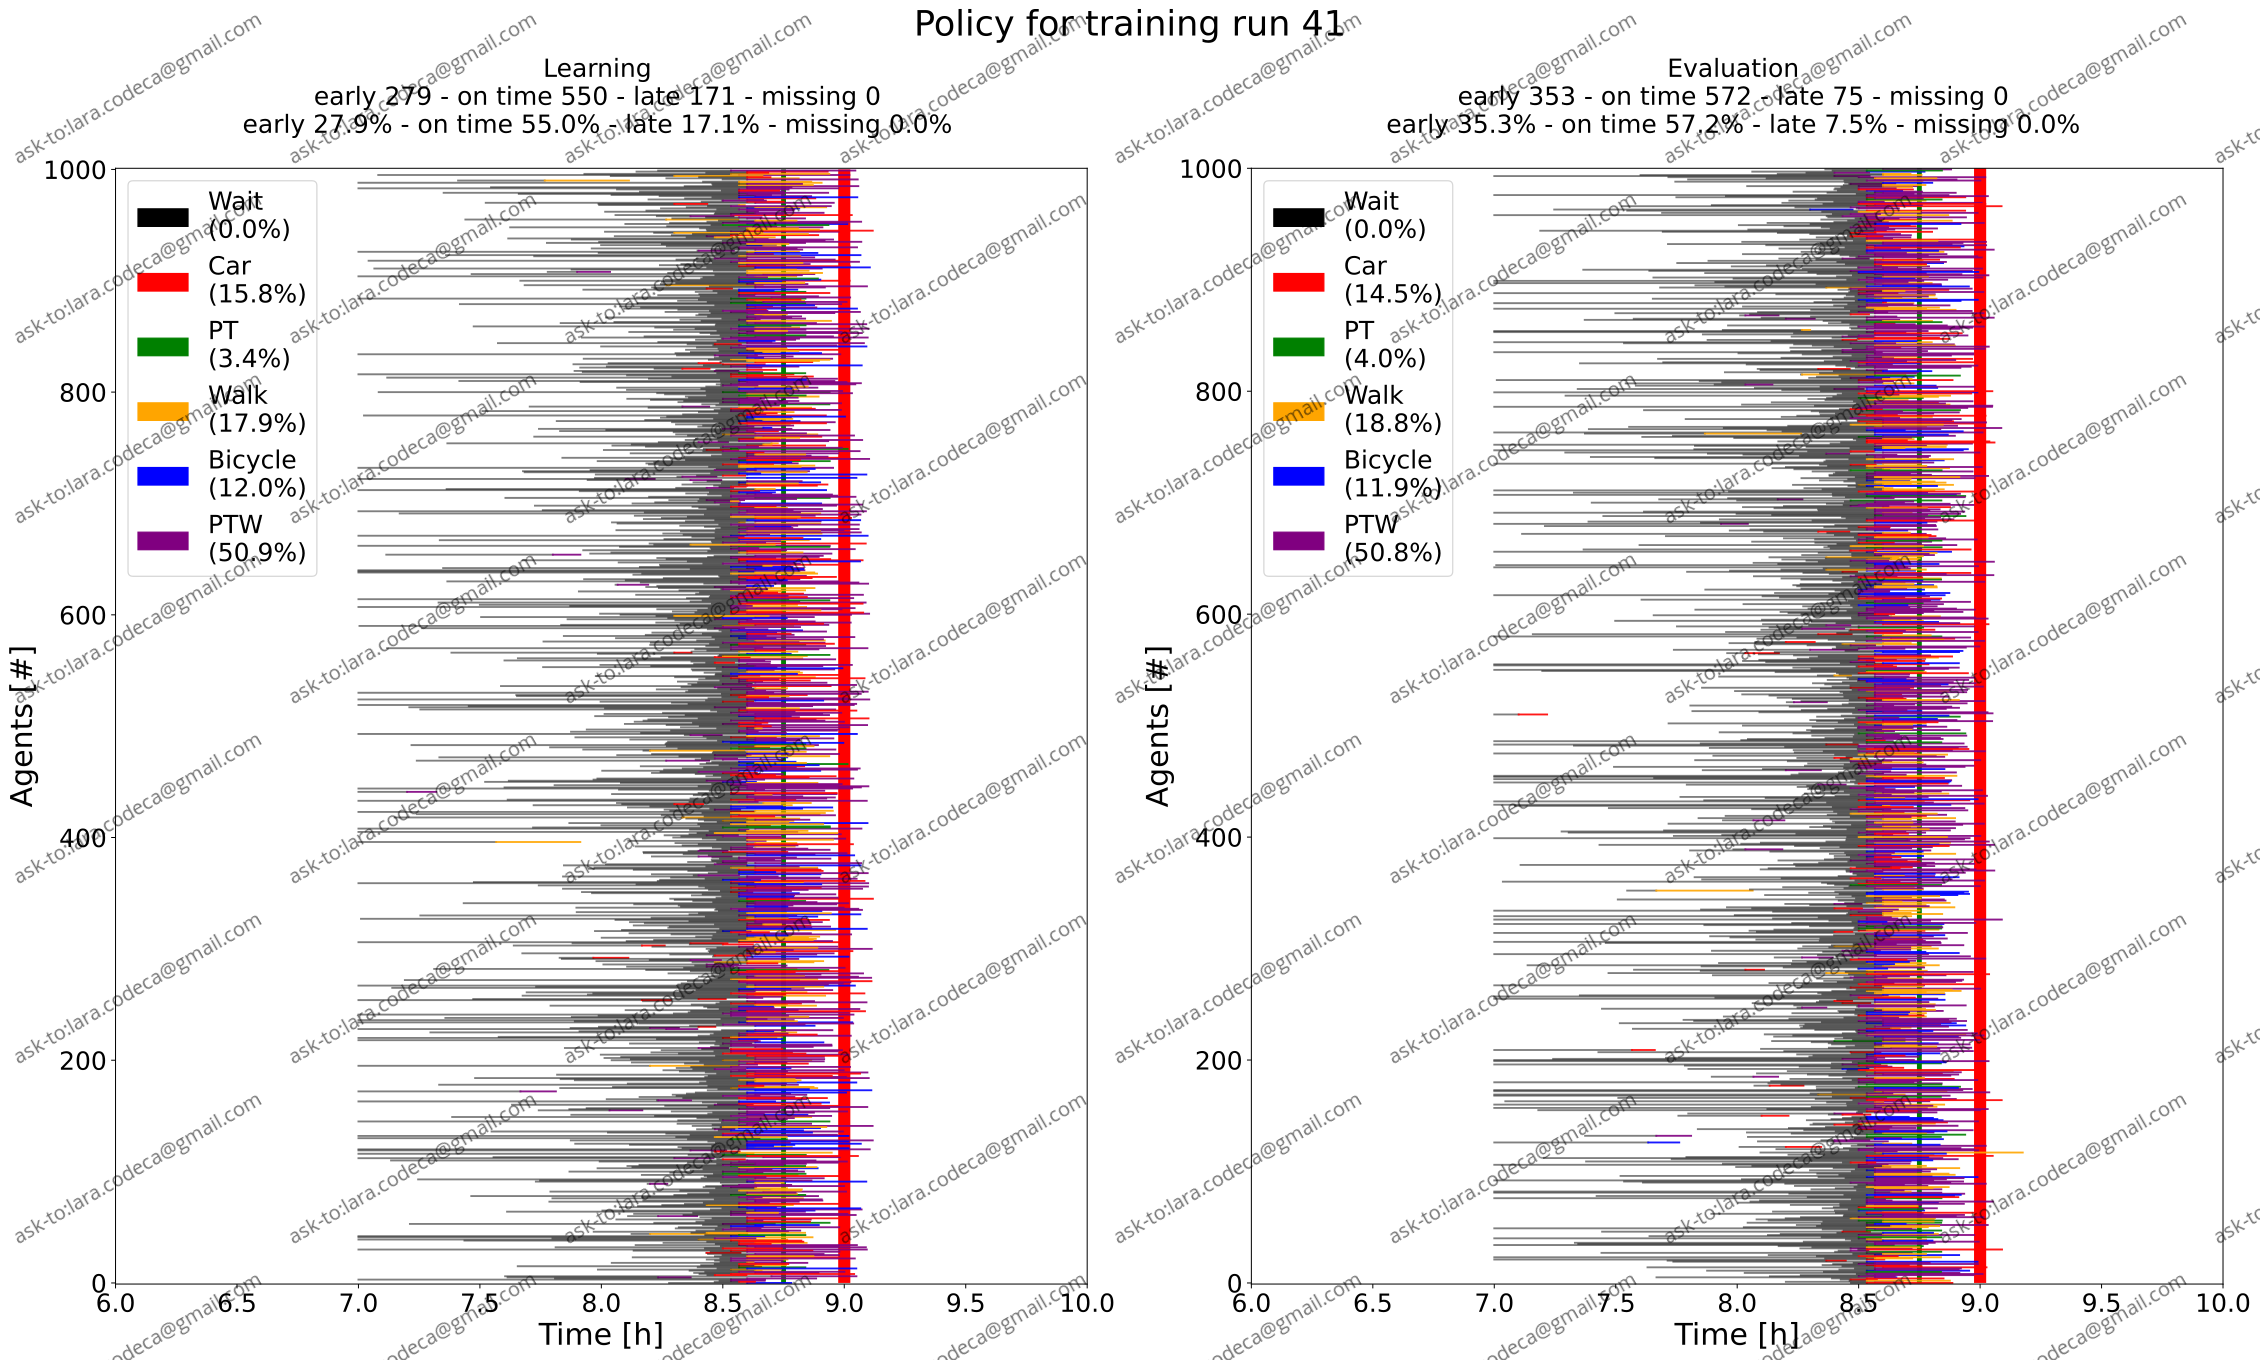 Policy for training run 41
Learning
early 279 - on time 550 - late 171 - missing 0
early 27.9% - on time 55.0% - late 17.1% - missing 0.0%
1000
800
600
400
200
0
Agents [#]
Wait
(0.0%)
Car
(15.8%)
PT
(3.4%)
Walk
(17.9%)
Bicycle
(12.0%)
PTW
(50.9%)
6.0 6.5 7.0 7.5 8.0 8.5 9.0 9.5 10.0
Time [h]
Evaluation
early 353 - on time 572 - late 75 - missing 0
early 35.3% - on time 57.2% - late 7.5% - missing 0.0%
1000
800
600
400
200
0
Agents [#]
Wait
(0.0%)
Car
(14.5%)
PT
(4.0%)
Walk
(18.8%)
Bicycle
(11.9%)
PTW
(50.8%)
6.0 6.5 7.0 7.5 8.0 8.5 9.0 9.5 10.0
Time [h]
ask-to:lara.codeca@gmail.com